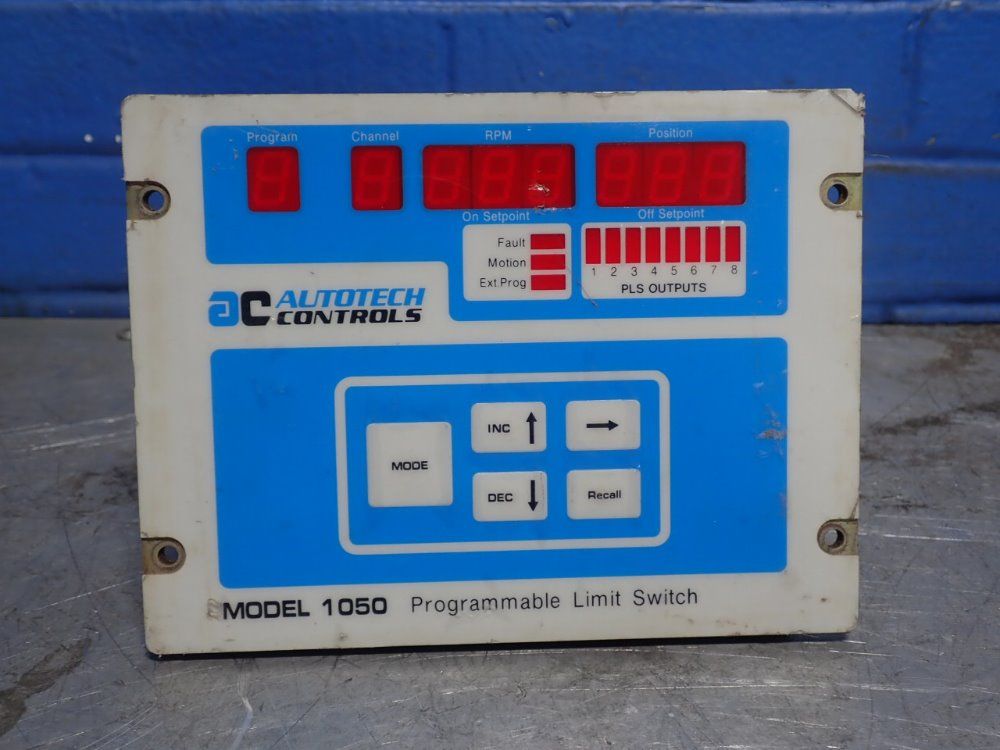 Program Channel RPM Position
On Setpoint Off Setpoint
Fault
Motion
Ext.Prog
1 2 3 4 5 6 7 8
PLS OUTPUTS
AC AUTOTECH
CONTROLS
MODE
INC ↑
→
DEC ↓
Recall
MODEL 1050 Programmable Limit Switch